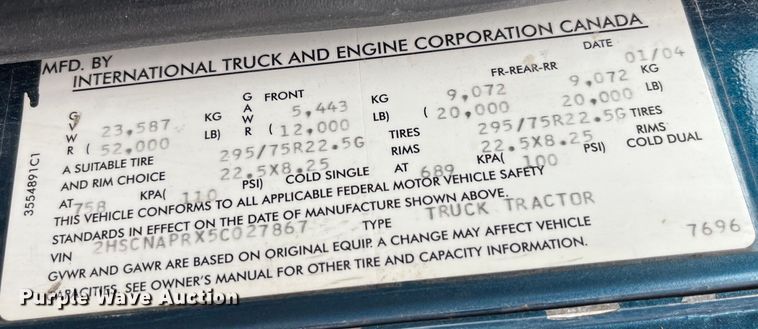 MFD. BY
INTERNATIONAL TRUCK AND ENGINE CORPORATION CANADA
DATE 01/04
GVWR 23,587 KG
(52,000 LB)
GAWR FRONT 5,443 KG
(12,000 LB)
FR-REAR-RR
9,072 9,072 KG
(20,000 20,000 LB)
A SUITABLE TIRE 295/75R22.5G TIRES 295/75R22.5G TIRES
AND RIM CHOICE 22.5X8.25 RIMS 22.5X8.25 RIMS
AT 758 KPA( 110 PSI) COLD SINGLE AT 689 KPA( 100 PSI) COLD DUAL
THIS VEHICLE CONFORMS TO ALL APPLICABLE FEDERAL MOTOR VEHICLE SAFETY
STANDARDS IN EFFECT ON THE DATE OF MANUFACTURE SHOWN ABOVE.
VIN 2HSCNAPRX5C027867 TYPE TRUCK TRACTOR
GVWR AND GAWR ARE BASED ON ORIGINAL EQUIP. A CHANGE MAY AFFECT VEHICLE
CAPACITIES. SEE OWNER'S MANUAL FOR OTHER TIRE AND CAPACITY INFORMATION.
7696
3554891C1
Purple Wave Auction